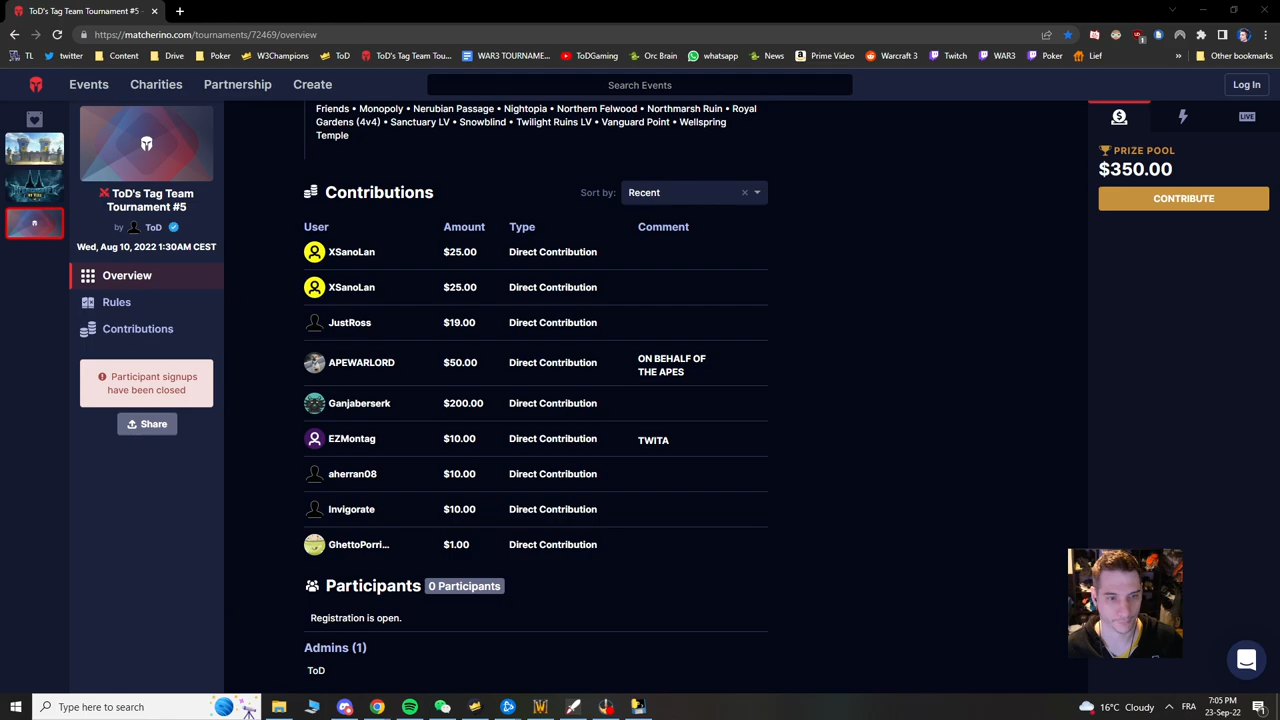 ToD's Tag Team Tournament #5 -
matcherino.com/tournaments/72469/overview
TL
twitter
Content
Drive
Poker
W3Champions
ToD
ToD's Tag Team Tou...
WAR3 TOURNAME...
ToDGaming
Orc Brain
whatsapp
News
Prime Video
Warcraft 3
Twitch
WAR3
Poker
Lief
»
Other bookmarks
Events
Charities
Partnership
Create
Search Events
Log In
ToD's Tag Team
Tournament #5
by ToD
Wed, Aug 10, 2022 1:30AM CEST
Overview
Rules
Contributions
Participant signups
have been closed
Share
Friends • Monopoly • Nerubian Passage • Nightopia • Northern Felwood • Northmarsh Ruin • Royal
Gardens (4v4) • Sanctuary LV • Snowblind • Twilight Ruins LV • Vanguard Point • Wellspring
Temple
Contributions
Sort by: Recent
User Amount Type Comment
XSanoLan $25.00 Direct Contribution
XSanoLan $25.00 Direct Contribution
JustRoss $19.00 Direct Contribution
APEWARLORD $50.00 Direct Contribution ON BEHALF OF
THE APES
Ganjaberserk $200.00 Direct Contribution
EZMontag $10.00 Direct Contribution TWITA
aherran08 $10.00 Direct Contribution
Invigorate $10.00 Direct Contribution
GhettoPorri... $1.00 Direct Contribution
Participants 0 Participants
Registration is open.
Admins (1)
ToD
LIVE
PRIZE POOL
$350.00
CONTRIBUTE
Type here to search
16°C Cloudy
FRA
7:05 PM
23-Sep-22